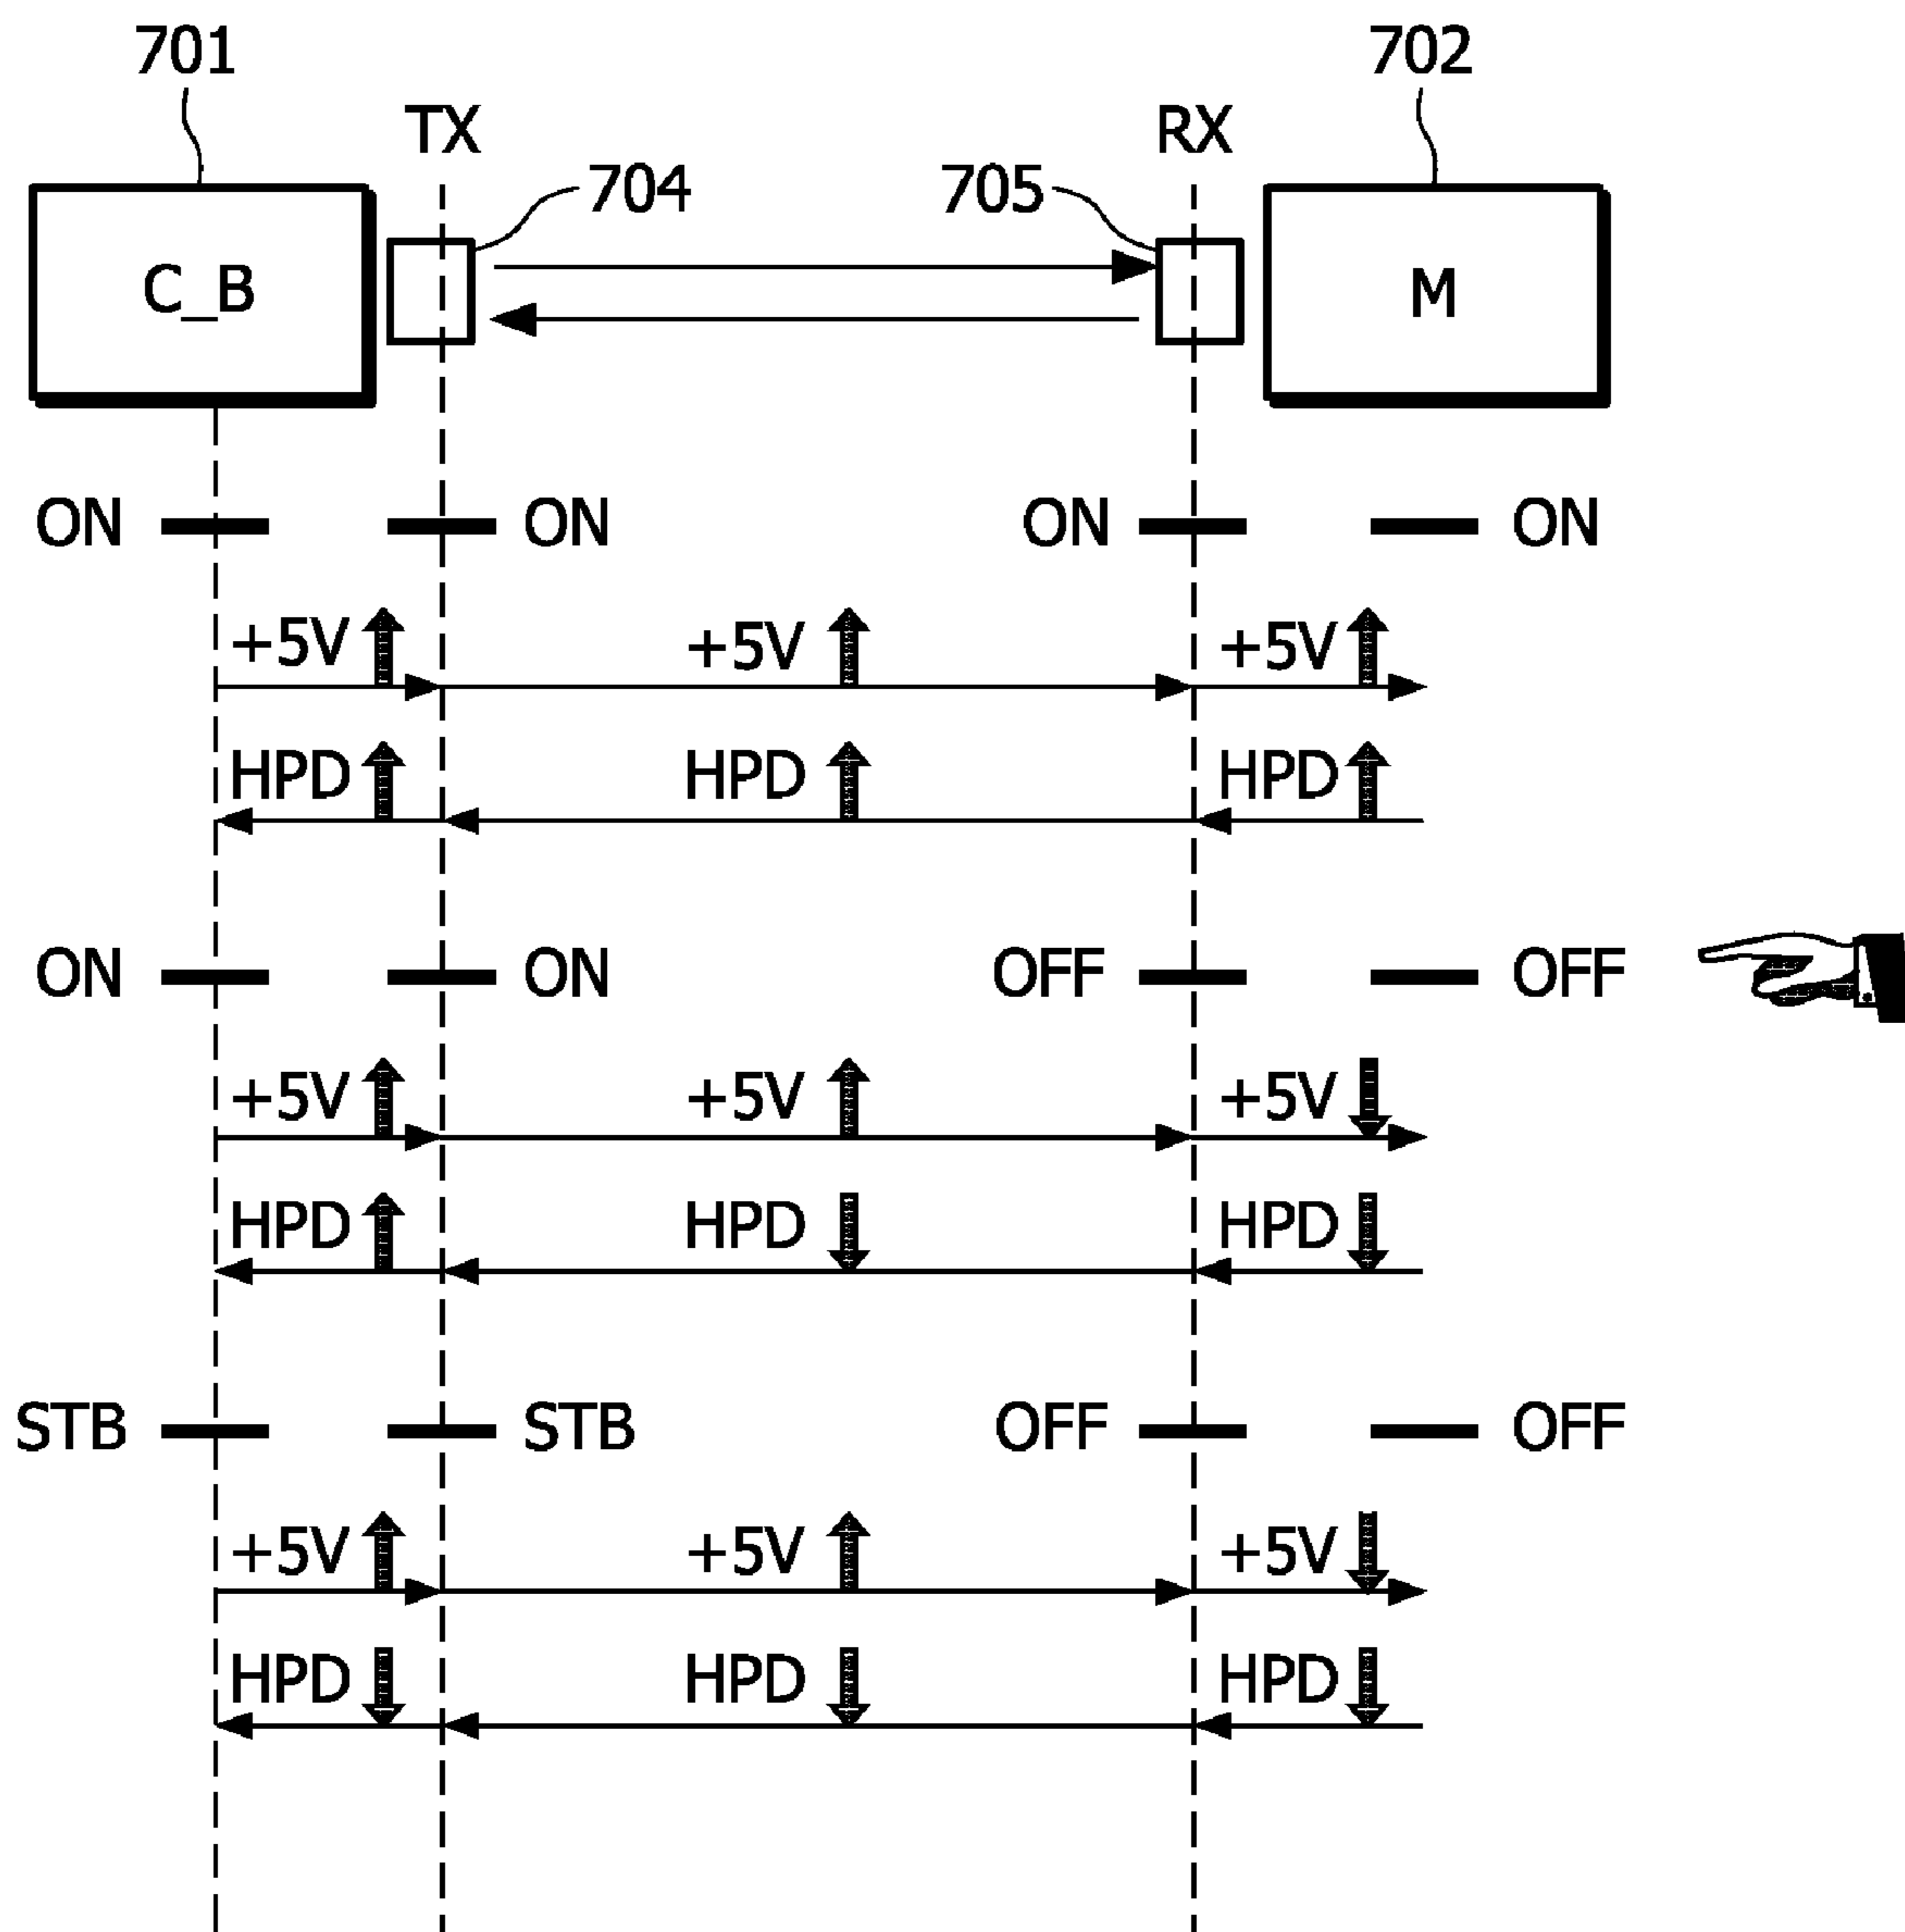 701 702
TX RX
704 705
C_B M
ON ON ON ON
+5V +5V +5V
HPD HPD HPD
ON ON OFF OFF
+5V +5V +5V
HPD HPD HPD
STB STB OFF OFF
+5V +5V +5V
HPD HPD HPD